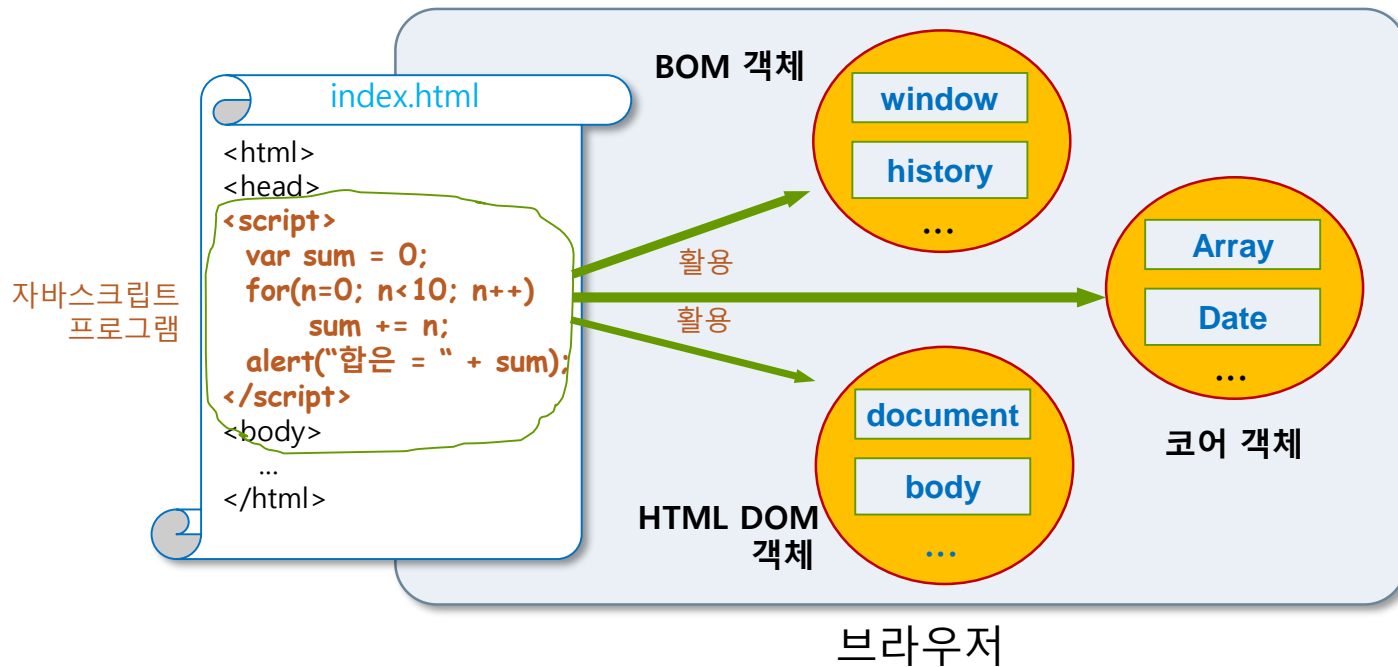 index.html
<html>
<head>
<script>
var sum = 0;
for(n=0; n<10; n++)
sum += n;
alert(“합은 = “ + sum);
</script>
<body>
...
</html>
자바스크립트
프로그램
활용
활용
BOM 객체
window
history
...
Array
Date
...
코어 객체
document
body
...
HTML DOM
객체
브라우저